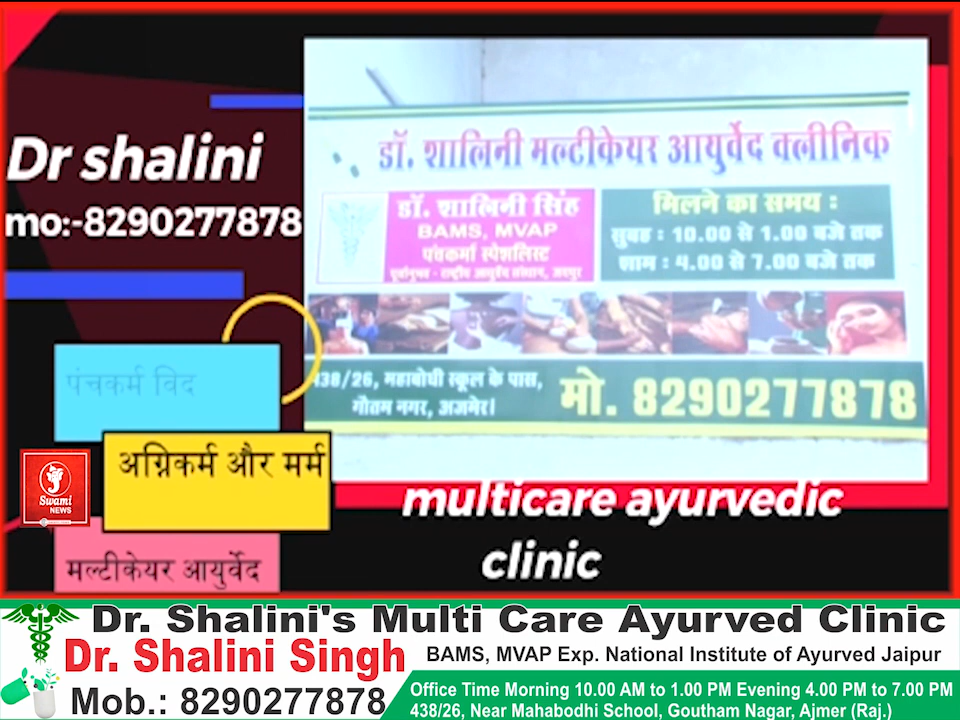 Dr shalini
mo:-8290277878
डॉ. शालिनी मल्टीकेयर आयुर्वेद क्लीनिक
डॉ. शालिनी सिंह
BAMS, MVAP
पंचकर्मा स्पेशलिस्ट
पूर्वानुभव - राष्ट्रीय आयुर्वेद संस्थान, जयपुर
मिलने का समय :
सुबह : 10.00 से 1.00 बजे तक
शाम : 4.00 से 7.00 बजे तक
438/26, महाबोधी स्कूल के पास,
गौतम नगर, अजमेर।
मो. 8290277878
पंचकर्म विद
अग्निकर्म और मर्म
मल्टीकेयर आयुर्वेद
Swami
NEWS
multicare ayurvedic
clinic
Dr. Shalini's Multi Care Ayurved Clinic
Dr. Shalini Singh
BAMS, MVAP Exp. National Institute of Ayurved Jaipur
Mob.: 8290277878
Office Time Morning 10.00 AM to 1.00 PM Evening 4.00 PM to 7.00 PM
438/26, Near Mahabodhi School, Goutham Nagar, Ajmer (Raj.)